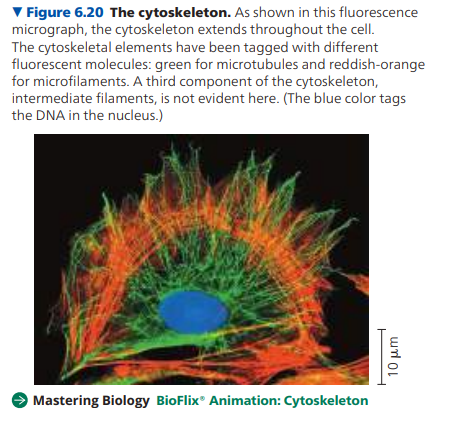 ▼ Figure 6.20 The cytoskeleton. As shown in this fluorescence
micrograph, the cytoskeleton extends throughout the cell.
The cytoskeletal elements have been tagged with different
fluorescent molecules: green for microtubules and reddish-orange
for microfilaments. A third component of the cytoskeleton,
intermediate filaments, is not evident here. (The blue color tags
the DNA in the nucleus.)
10 μm
Mastering Biology BioFlix® Animation: Cytoskeleton